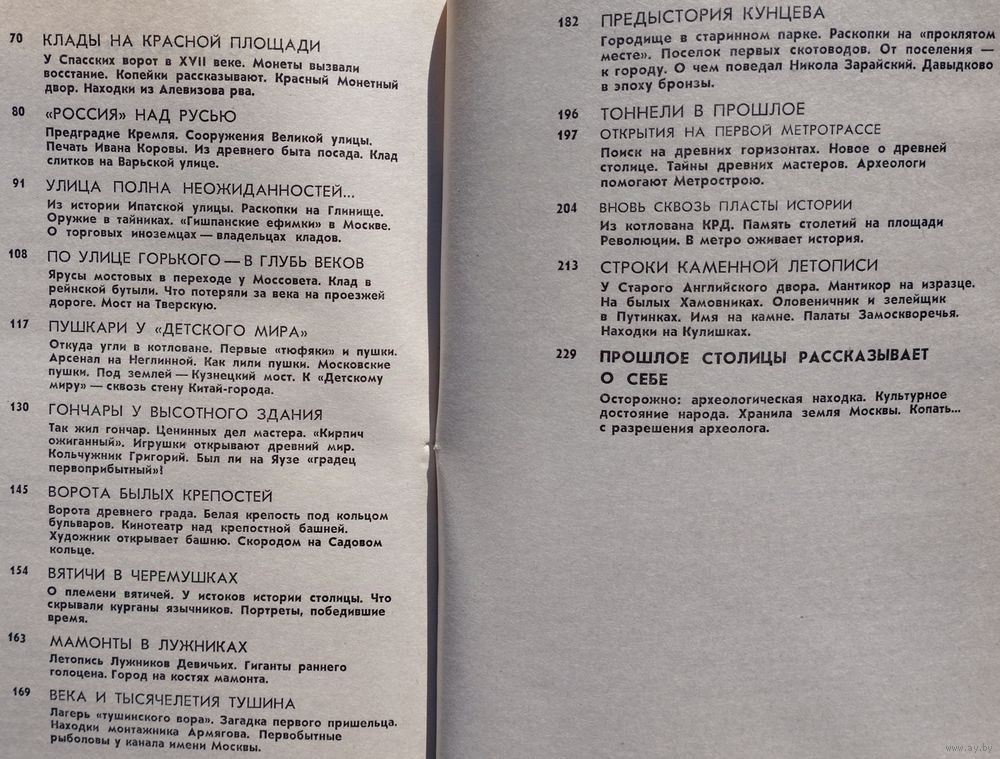 70 КЛАДЫ НА КРАСНОЙ ПЛОЩАДИ
У Спасских ворот в XVII веке. Монеты вызвали
восстание. Копейки рассказывают. Красный Монетный
двор. Находки из Алевизова рва.
80 «РОССИЯ» НАД РУСЬЮ
Предградие Кремля. Сооружения Великой улицы.
Печать Ивана Коровы. Из древнего быта посада. Клад
слитков на Варьской улице.
91 УЛИЦА ПОЛНА НЕОЖИДАННОСТЕЙ...
Из истории Ипатской улицы. Раскопки на Глинище.
Оружие в тайниках. «Гишпанские ефимки» в Москве.
О торговых иноземцах — владельцах кладов.
108 ПО УЛИЦЕ ГОРЬКОГО — В ГЛУБЬ ВЕКОВ
Ярусы мостовых в переходе у Моссовета. Клад в
рейнской бутыли. Что потеряли за века на проезжей
дороге. Мост на Тверскую.
117 ПУШКАРИ У «ДЕТСКОГО МИРА»
Откуда угли в котловане. Первые «тюфяки» и пушки.
Арсенал на Неглинной. Как лили пушки. Московские
пушки. Под землей — Кузнецкий мост. К «Детскому
миру» — сквозь стену Китай-города.
130 ГОНЧАРЫ У ВЫСОТНОГО ЗДАНИЯ
Так жил гончар. Ценинных дел мастера. «Кирпич
ожиганный». Игрушки открывают древний мир.
Кольчужник Григорий. Был ли на Яузе «градец
первоприбытный»!
145 ВОРОТА БЫЛЫХ КРЕПОСТЕЙ
Ворота древнего града. Белая крепость под кольцом
бульваров. Кинотеатр над крепостной башней.
Художник открывает башню. Скородом на Садовом
кольце.
154 ВЯТИЧИ В ЧЕРЕМУШКАХ
О племени вятичей. У истоков истории столицы. Что
скрывали курганы язычников. Портреты, победившие
время.
163 МАМОНТЫ В ЛУЖНИКАХ
Летопись Лужников Девичьих. Гиганты раннего
голоцена. Город на костях мамонта.
169 ВЕКА И ТЫСЯЧЕЛЕТИЯ ТУШИНА
Лагерь «тушинского вора». Загадка первого пришельца.
Находки монтажника Армягова. Первобытные
рыболовы у канала имени Москвы.
182 ПРЕДЫСТОРИЯ КУНЦЕВА
Городище в старинном парке. Раскопки на «проклятом
месте». Поселок первых скотоводов. От поселения —
к городу. О чем поведал Никола Зарайский. Давыдково
в эпоху бронзы.
196 ТОННЕЛИ В ПРОШЛОЕ
197 ОТКРЫТИЯ НА ПЕРВОЙ МЕТРОТРАССЕ
Поиск на древних горизонтах. Новое о древней
столице. Тайны древних мастеров. Археологи
помогают Метрострою.
204 ВНОВЬ СКВОЗЬ ПЛАСТЫ ИСТОРИИ
Из котлована КРД. Память столетий на площади
Революции. В метро оживает история.
213 СТРОКИ КАМЕННОЙ ЛЕТОПИСИ
У Старого Английского двора. Мантикор на изразце.
На былых Хамовниках. Оловеничник и зелейщик
в Путинках. Имя на камне. Палаты Замоскворечья.
Находки на Кулишках.
229 ПРОШЛОЕ СТОЛИЦЫ РАССКАЗЫВАЕТ
О СЕБЕ
Осторожно: археологическая находка. Культурное
достояние народа. Хранила земля Москвы. Копать...
с разрешения археолога.
www.ay.by